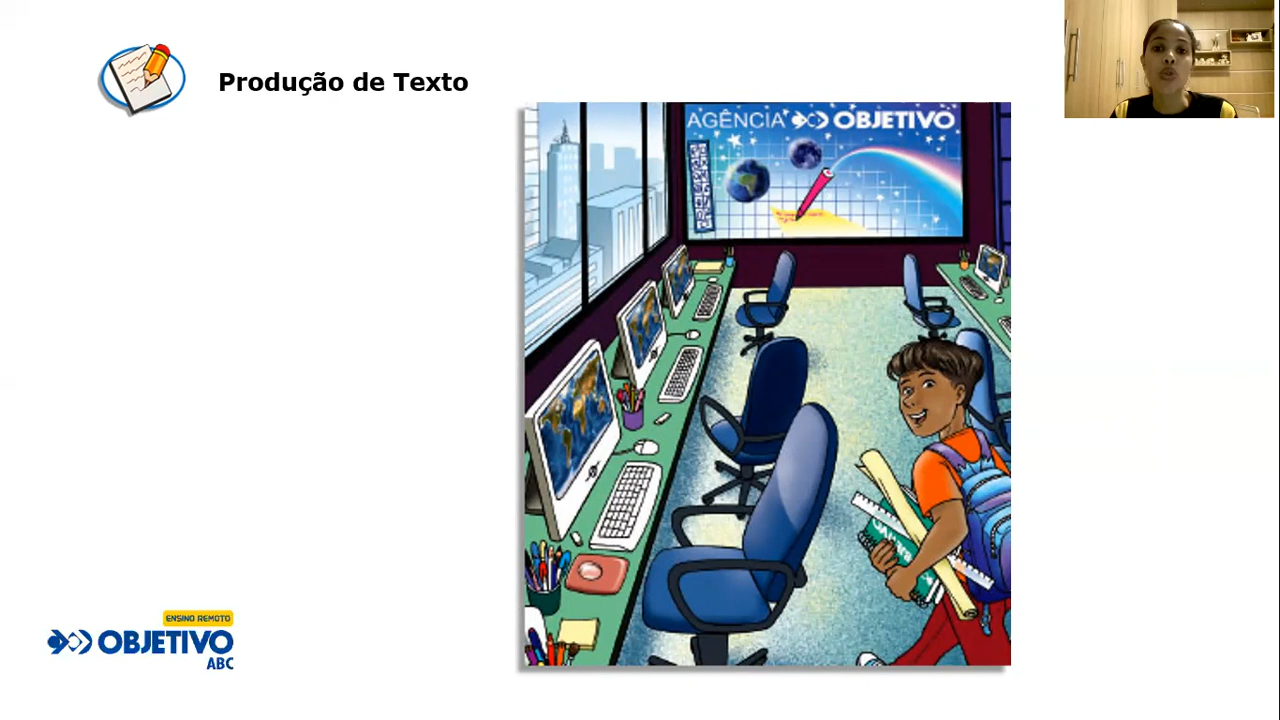 Produção de Texto
AGÊNCIA OBJETIVO
ENSINO REMOTO
OBJETIVO
ABC